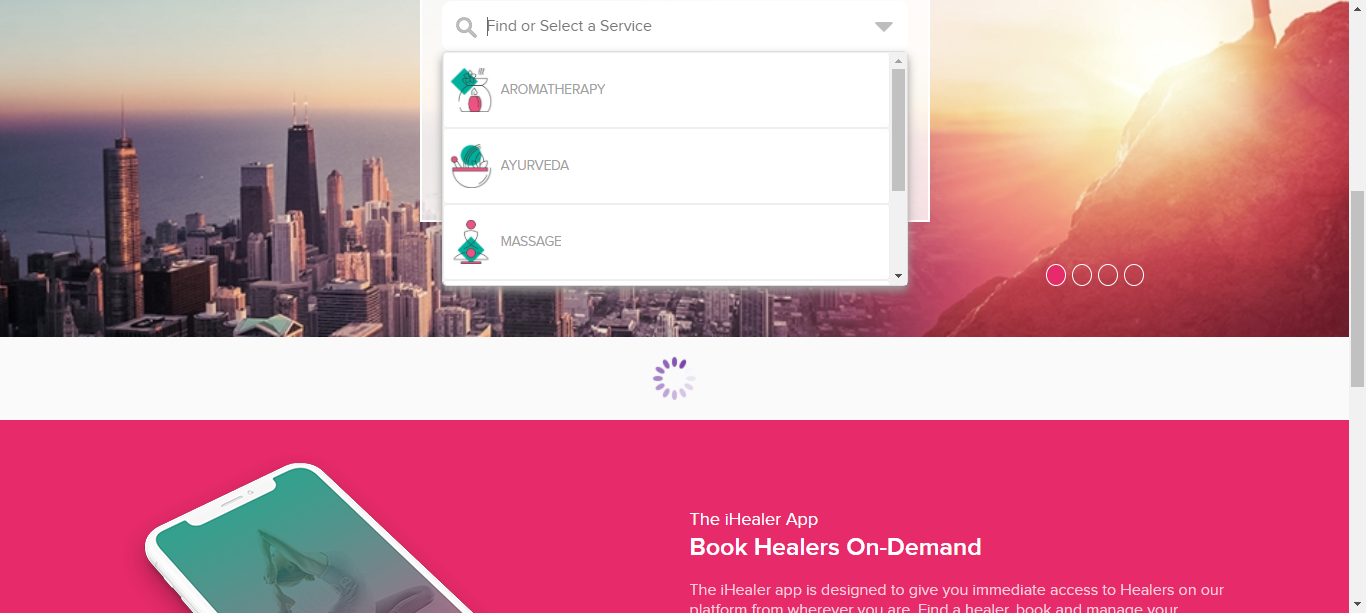 Find or Select a Service
AROMATHERAPY
AYURVEDA
MASSAGE
The iHealer App
Book Healers On-Demand
The iHealer app is designed to give you immediate access to Healers on our
platform from wherever you are. Find a healer, book and manage your